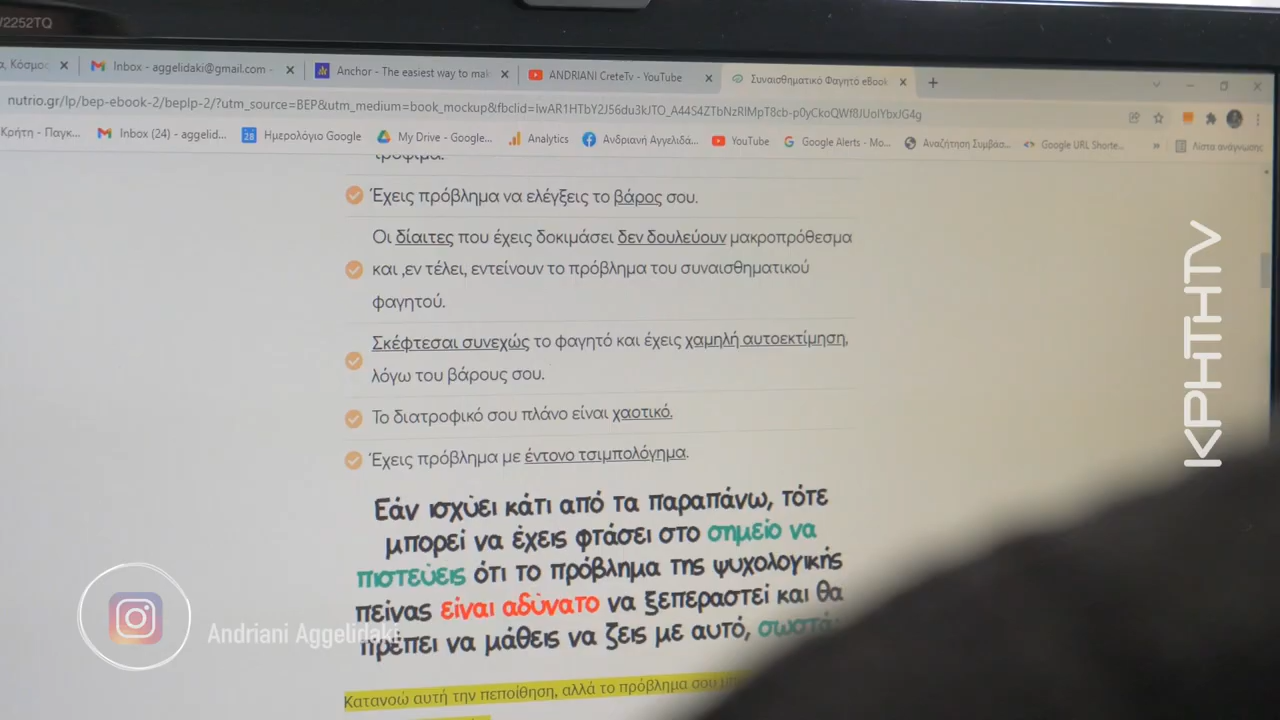 2252TQ
α, Κόσμος
Inbox - aggelidaki@gmail.com -
Anchor - The easiest way to mak
ANDRIANI CreteTv - YouTube
Συναισθηματικό Φαγητό eBook
nutrio.gr/lp/bep-ebook-2/beplp-2/?utm_source=BEP&utm_medium=book_mockup&fbclid=
Κρήτη - Παγκ...
Inbox (24) - aggelid...
28
Ημερολόγιο Google
My Drive - Google...
Analytics
Ανδριανή Αγγελιδά...
YouTube
Google Alerts - Mo...
Αναζήτηση Συμβάσ...
Google URL Shorte...
»
Λίστα ανάγνωσης
τρόφιμα.
Έχεις πρόβλημα να ελέγξεις το βάρος σου.
Οι δίαιτες που έχεις δοκιμάσει δεν δουλεύουν μακροπρόθεσμα
και ,εν τέλει, εντείνουν το πρόβλημα του συναισθηματικού
φαγητού.
Σκέφτεσαι συνεχώς το φαγητό και έχεις χαμηλή αυτοεκτίμηση,
λόγω του βάρους σου.
Το διατροφικό σου πλάνο είναι χαοτικό.
Έχεις πρόβλημα με έντονο τσιμπολόγημα.
Εάν ισχύει κάτι από τα παραπάνω, τότε
μπορεί να έχεις φτάσει στο σημείο να
πιστεύεις ότι το πρόβλημα της ψυχολογικής
πείνας είναι αδύνατο να ξεπεραστεί και θα
πρέπει να μάθεις να ζεις με αυτό, σωστά;
Κατανοώ αυτή την πεποίθηση, αλλά το πρόβλημα σου
ΚΡΗΤΗTV
Andriani Aggelidaki